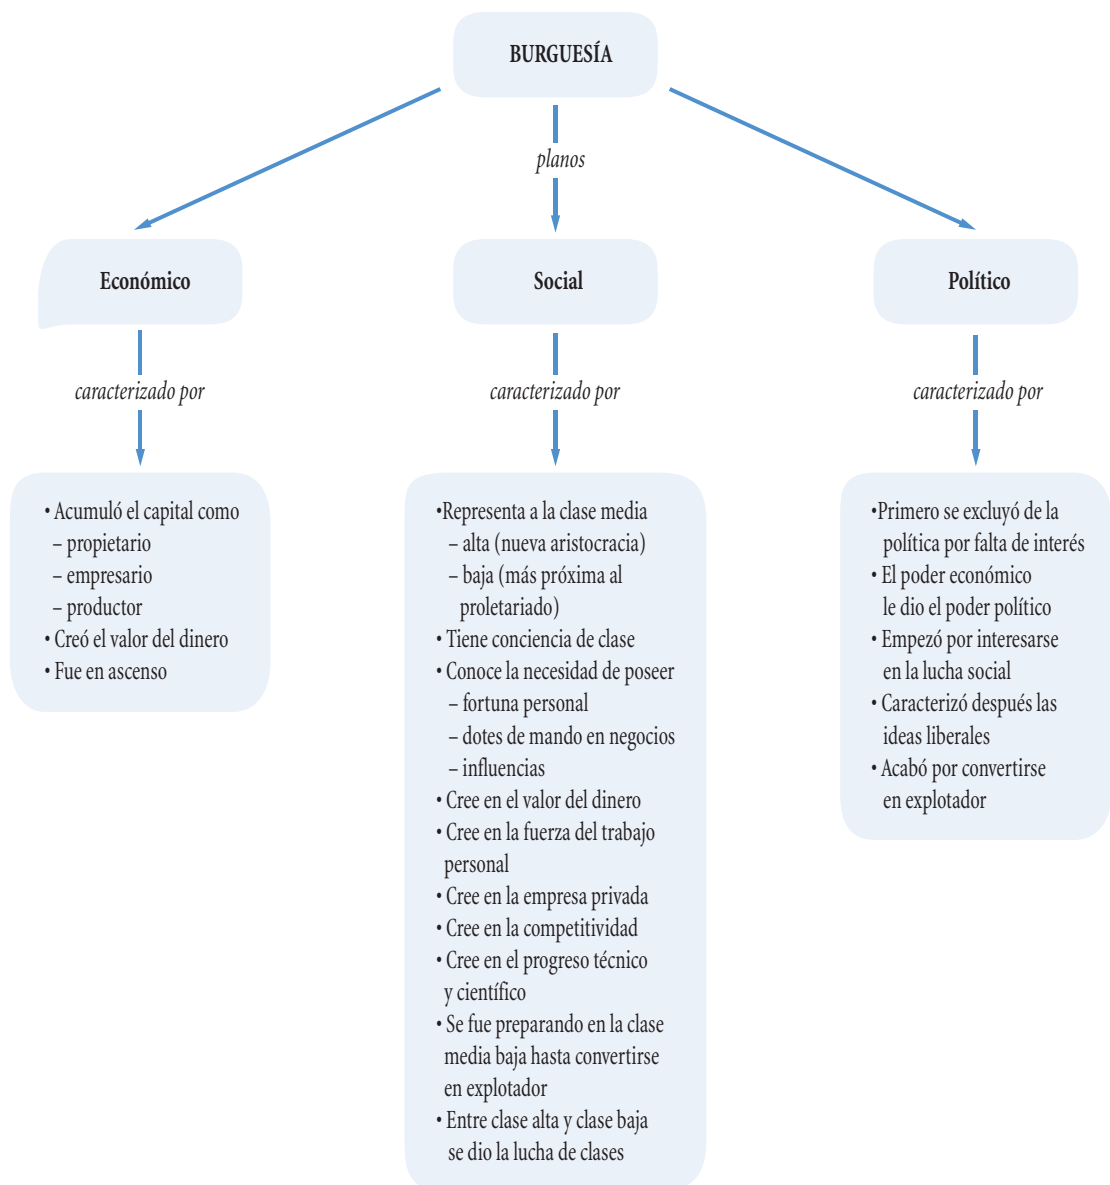 BURGUESÍA
planos
Económico
caracterizado por
• Acumuló el capital como
– propietario
– empresario
– productor
• Creó el valor del dinero
• Fue en ascenso
Social
caracterizado por
•Representa a la clase media
– alta (nueva aristocracia)
– baja (más próxima al
proletariado)
• Tiene conciencia de clase
• Conoce la necesidad de poseer
– fortuna personal
– dotes de mando en negocios
– influencias
• Cree en el valor del dinero
• Cree en la fuerza del trabajo
personal
• Cree en la empresa privada
• Cree en la competitividad
• Cree en el progreso técnico
y científico
• Se fue preparando en la clase
media baja hasta convertirse
en explotador
• Entre clase alta y clase baja
se dio la lucha de clases
Político
caracterizado por
•Primero se excluyó de la
política por falta de interés
• El poder económico
le dio el poder político
• Empezó por interesarse
en la lucha social
• Caracterizó después las
ideas liberales
• Acabó por convertirse
en explotador